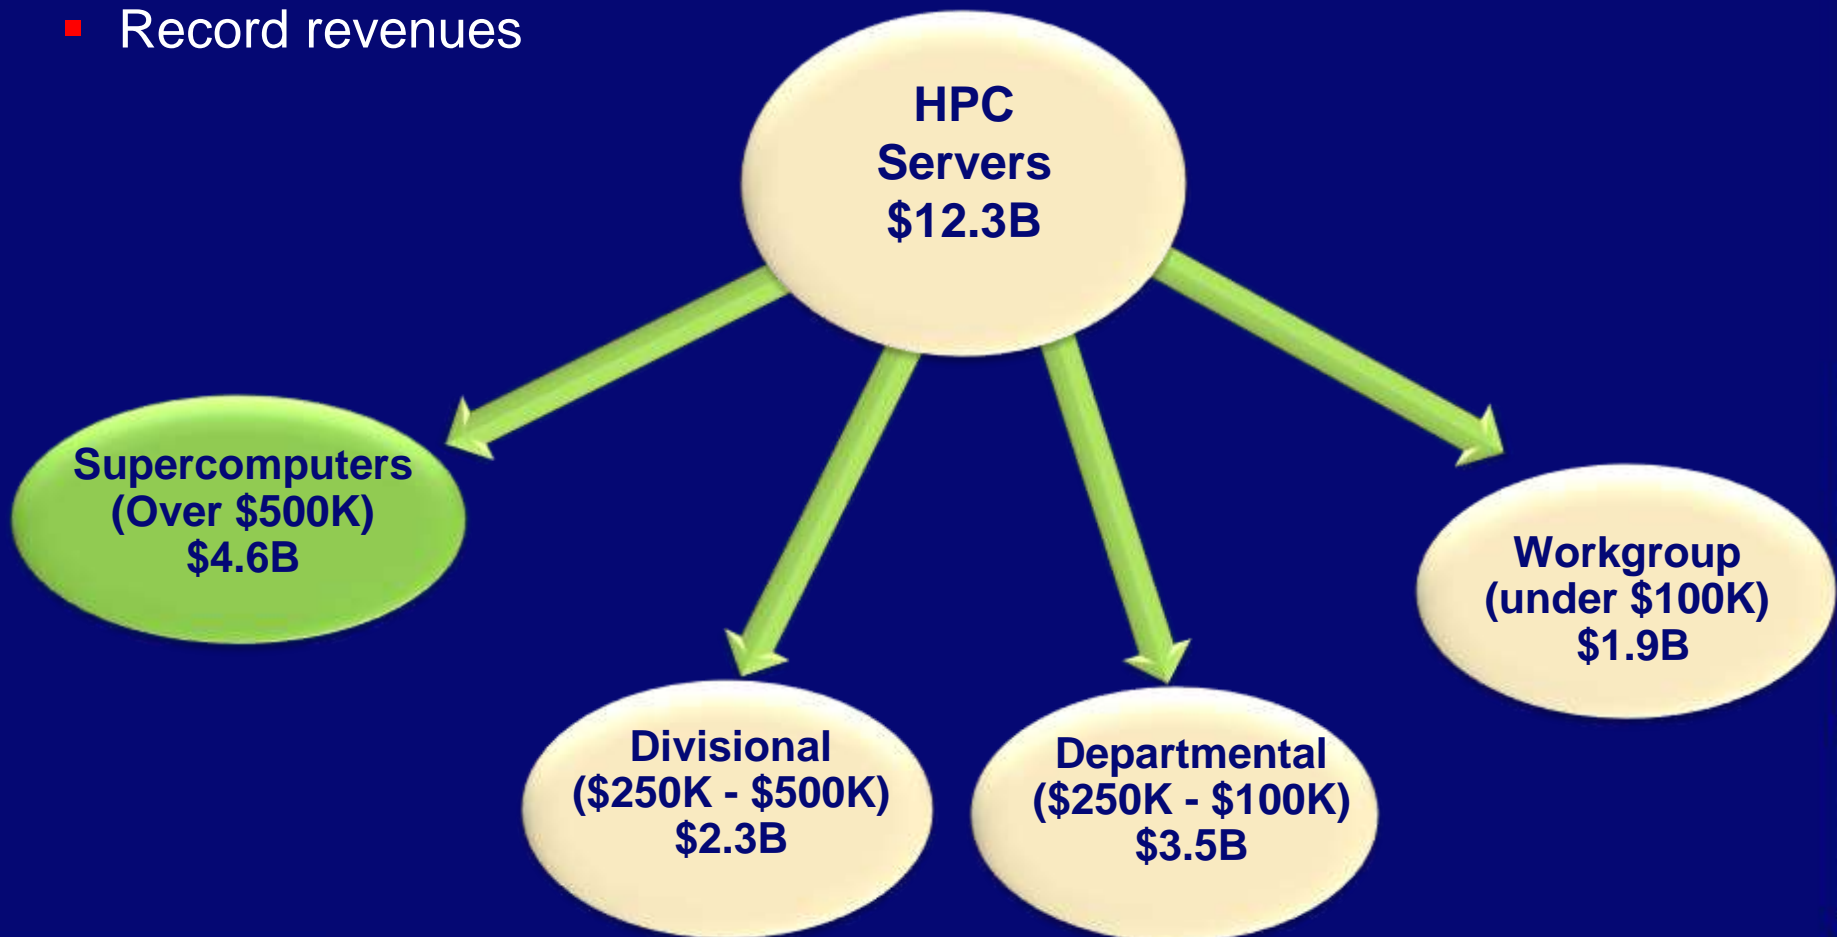 Record revenues
HPC
Servers
$12.3B
Supercomputers
(Over $500K)
$4.6B
Divisional
($250K - $500K)
$2.3B
Departmental
($250K - $100K)
$3.5B
Workgroup
(under $100K)
$1.9B